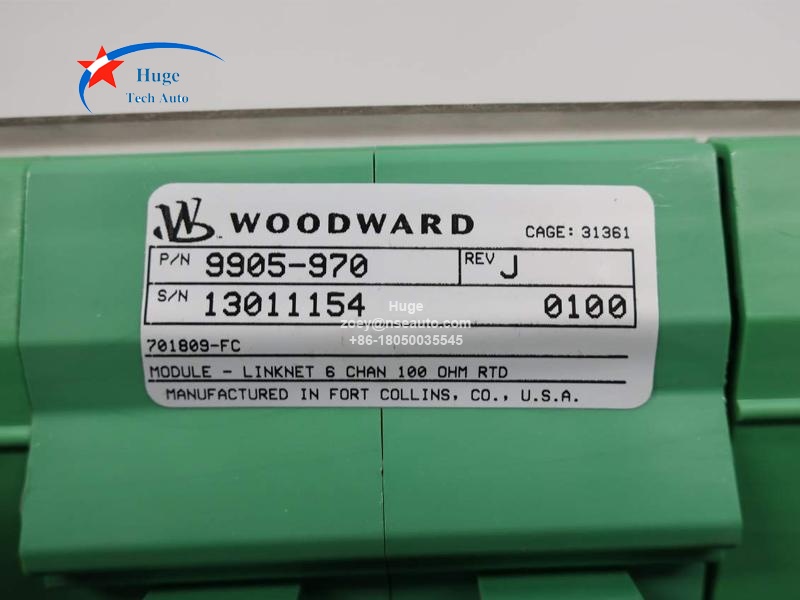 Huge
Tech Auto
WOODWARD CAGE: 31361
P/N 9905-970 REV J
S/N 13011154 0100
Huge
zoey@nseauto.com
+86-18050035545
701809-FC
MODULE - LINKNET 6 CHAN 100 OHM RTD
MANUFACTURED IN FORT COLLINS, CO., U.S.A.